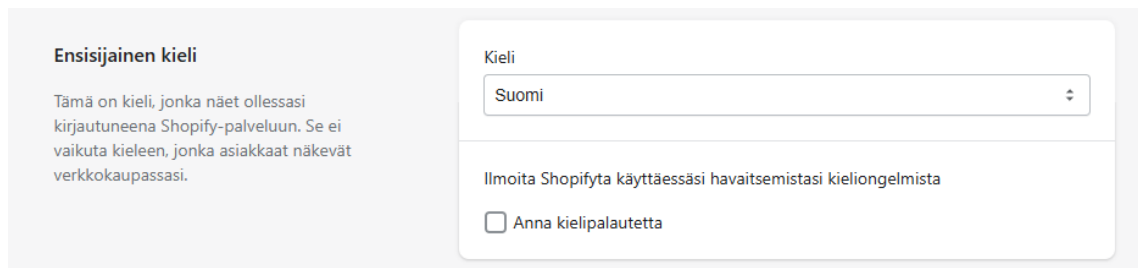 Ensisijainen kieli
Tämä on kieli, jonka näet ollessasi
kirjautuneena Shopify-palveluun. Se ei
vaikuta kieleen, jonka asiakkaat näkevät
verkkokaupassasi.
Kieli
Suomi
Ilmoita Shopifyta käyttäessäsi havaitsemistasi kieliongelmista
Anna kielipalautetta